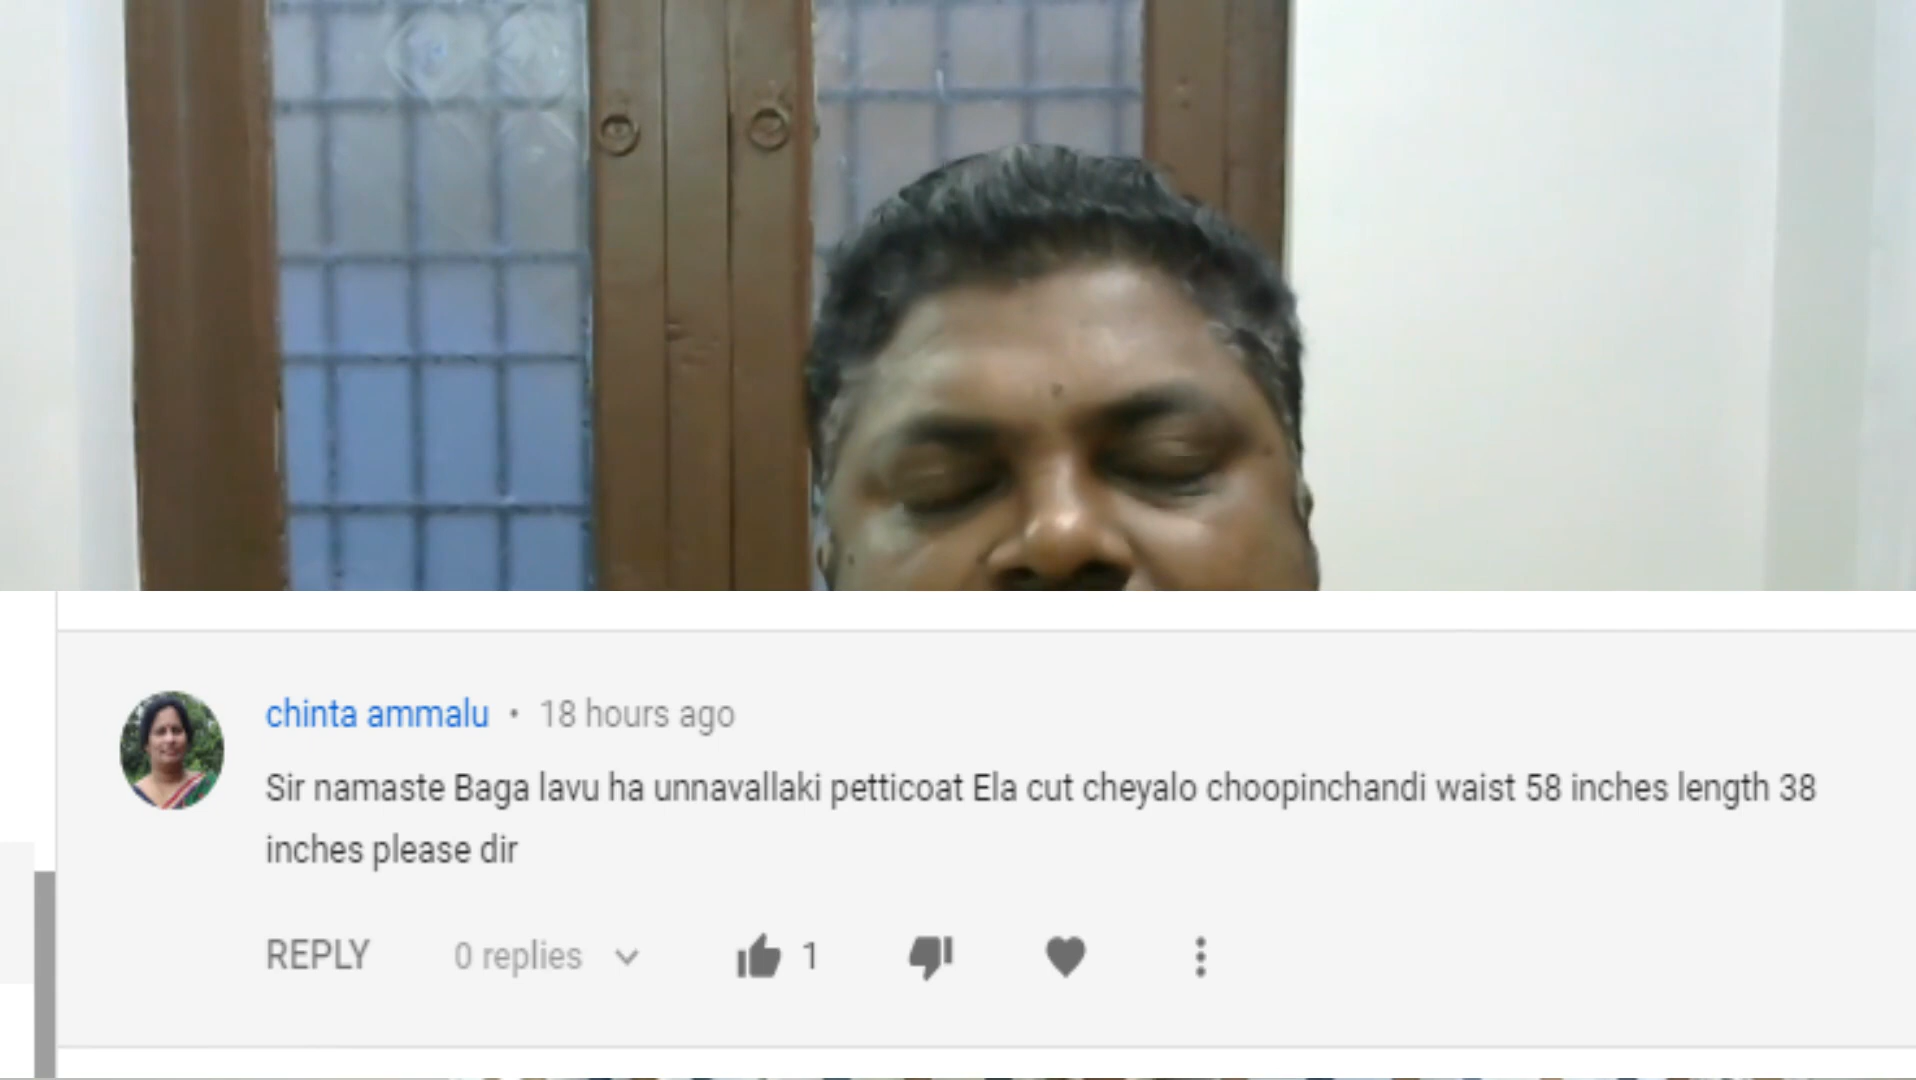 chinta ammalu • 18 hours ago
Sir namaste Baga lavu ha unnavallaki petticoat Ela cut cheyalo choopinchandi waist 58 inches length 38
inches please dir
REPLY 0 replies 1